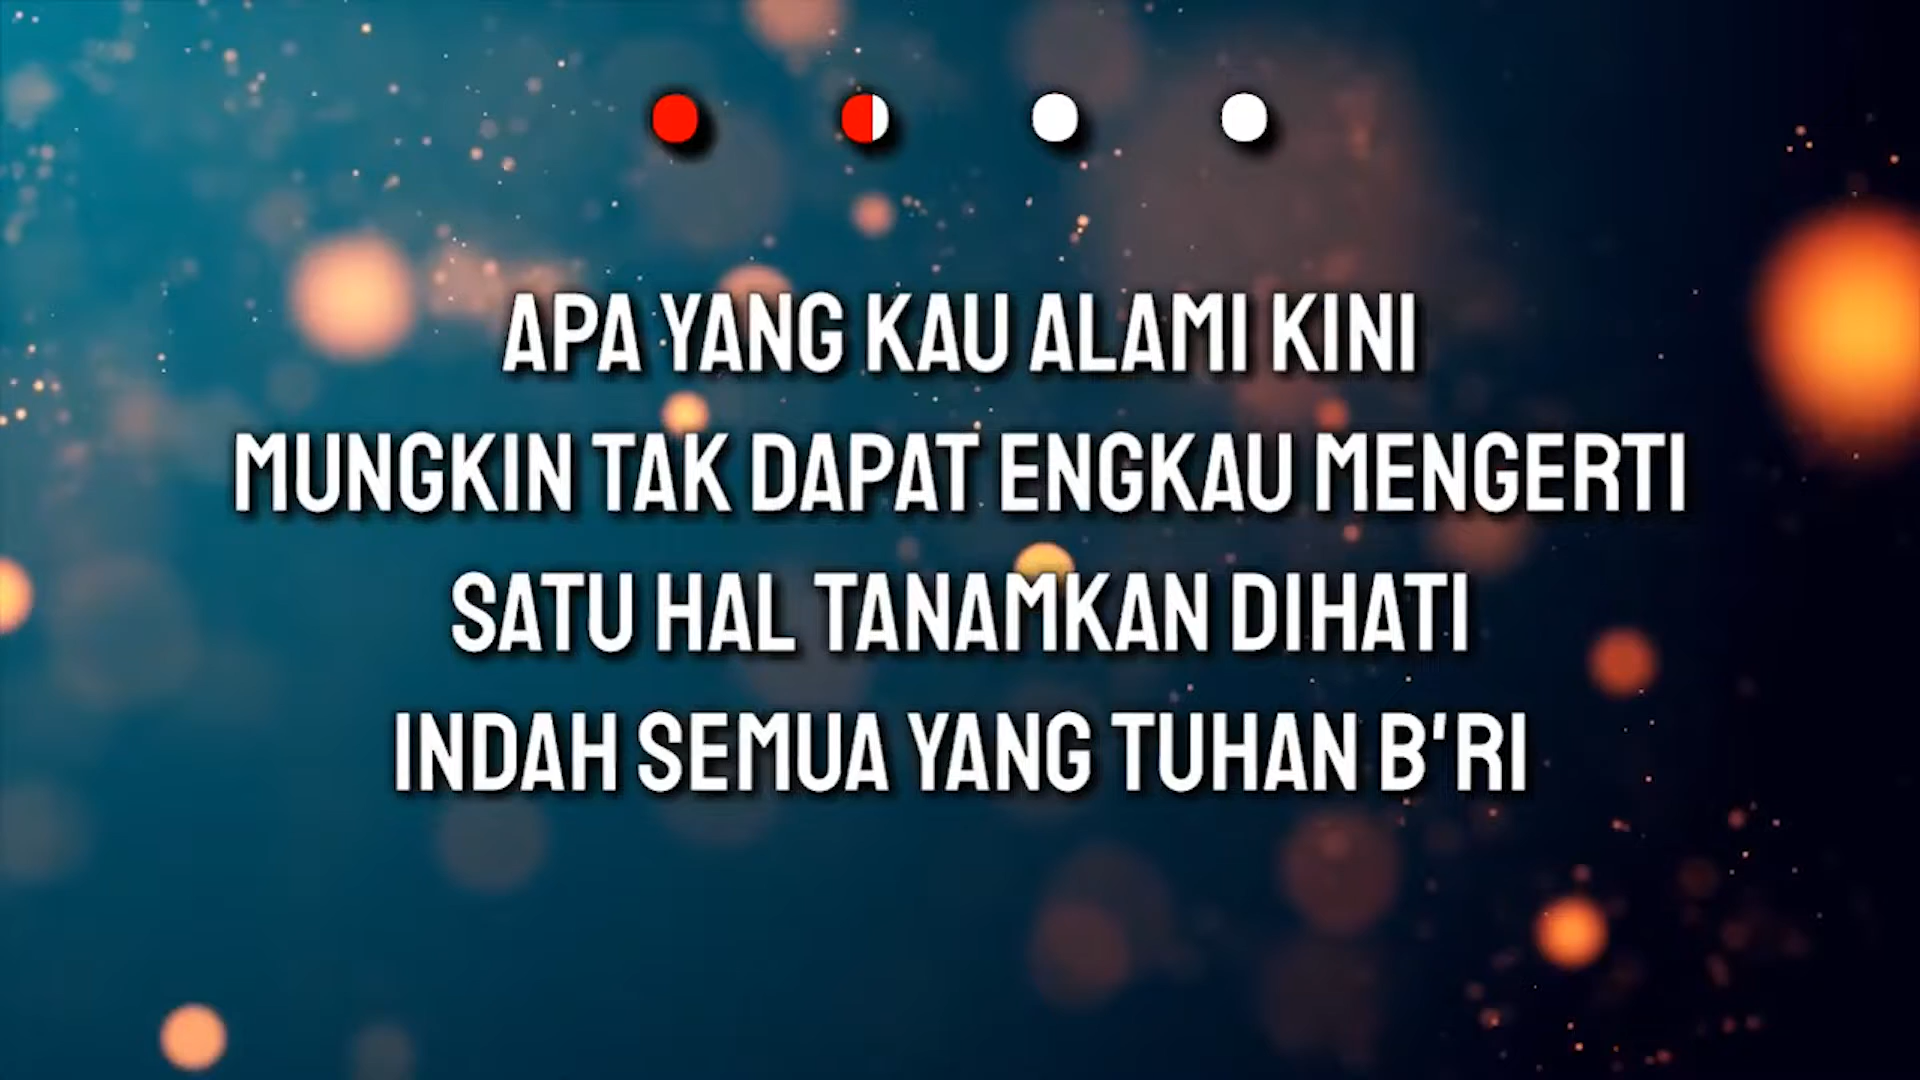 APA YANG KAU ALAMI KINI
MUNGKIN TAK DAPAT ENGKAU MENGERTI
SATU HAL TANAMKAN DIHATI
INDAH SEMUA YANG TUHAN B'RI